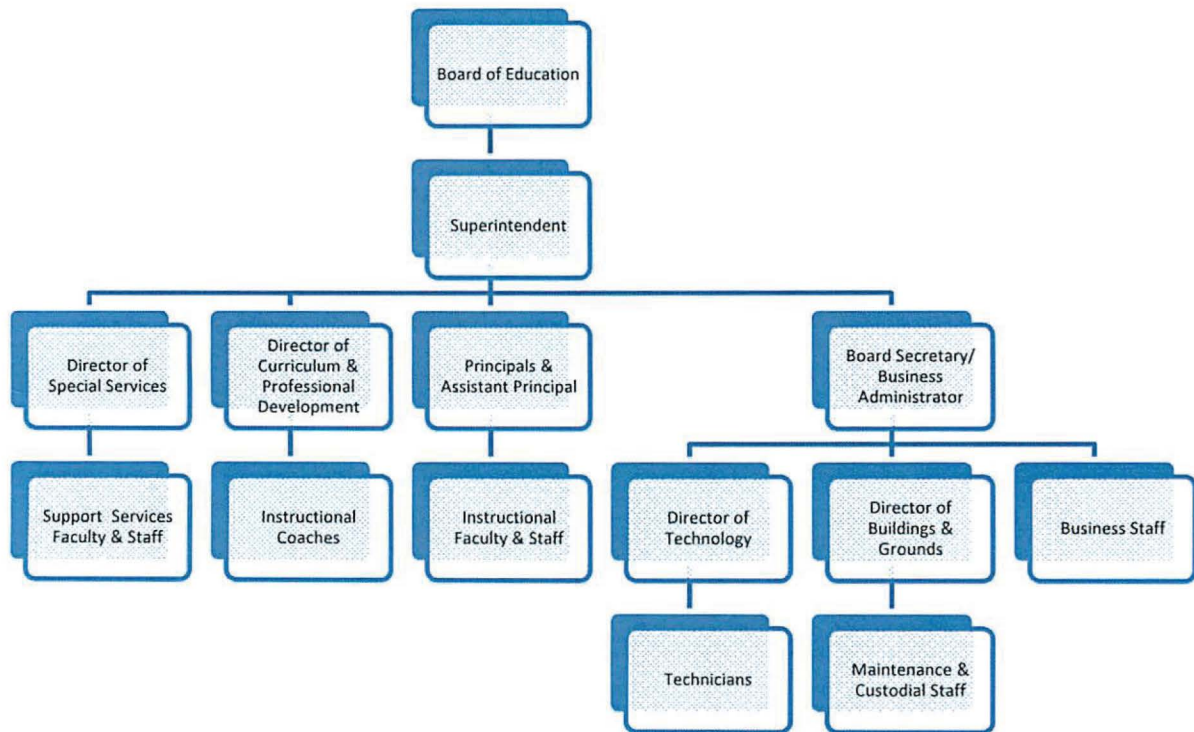 Board of Education
Superintendent
Director of
Special Services
Director of
Curriculum &
Professional
Development
Principals &
Assistant Principal
Board Secretary/
Business
Administrator
Support Services
Faculty & Staff
Instructional
Coaches
Instructional
Faculty & Staff
Director of
Technology
Director of
Buildings &
Grounds
Business Staff
Technicians
Maintenance &
Custodial Staff